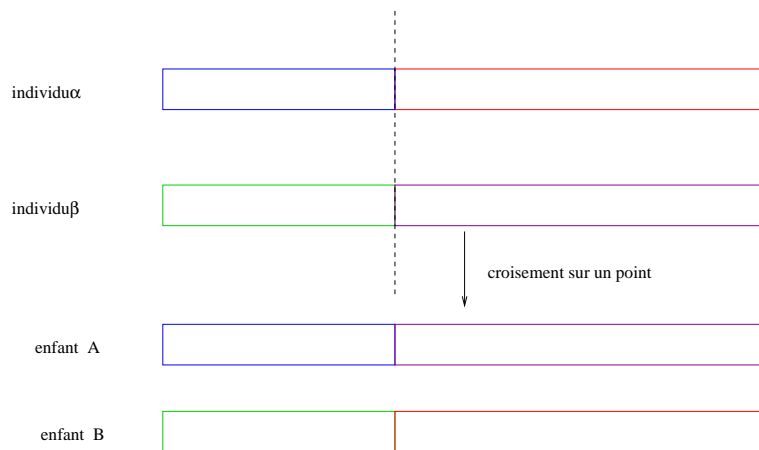 individuα
individuβ
croisement sur un point
enfant A
enfant B